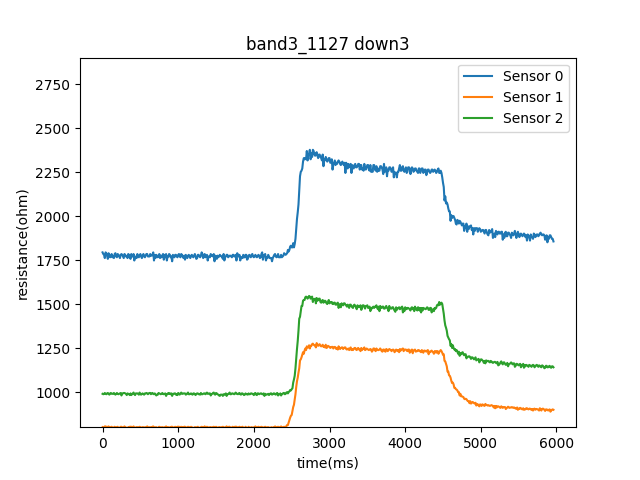 band3_1127 down3
Sensor 0
Sensor 1
Sensor 2
2750
2500
2250
2000
1750
1500
1250
1000
resistance(ohm)
0 1000 2000 3000 4000 5000 6000
time(ms)